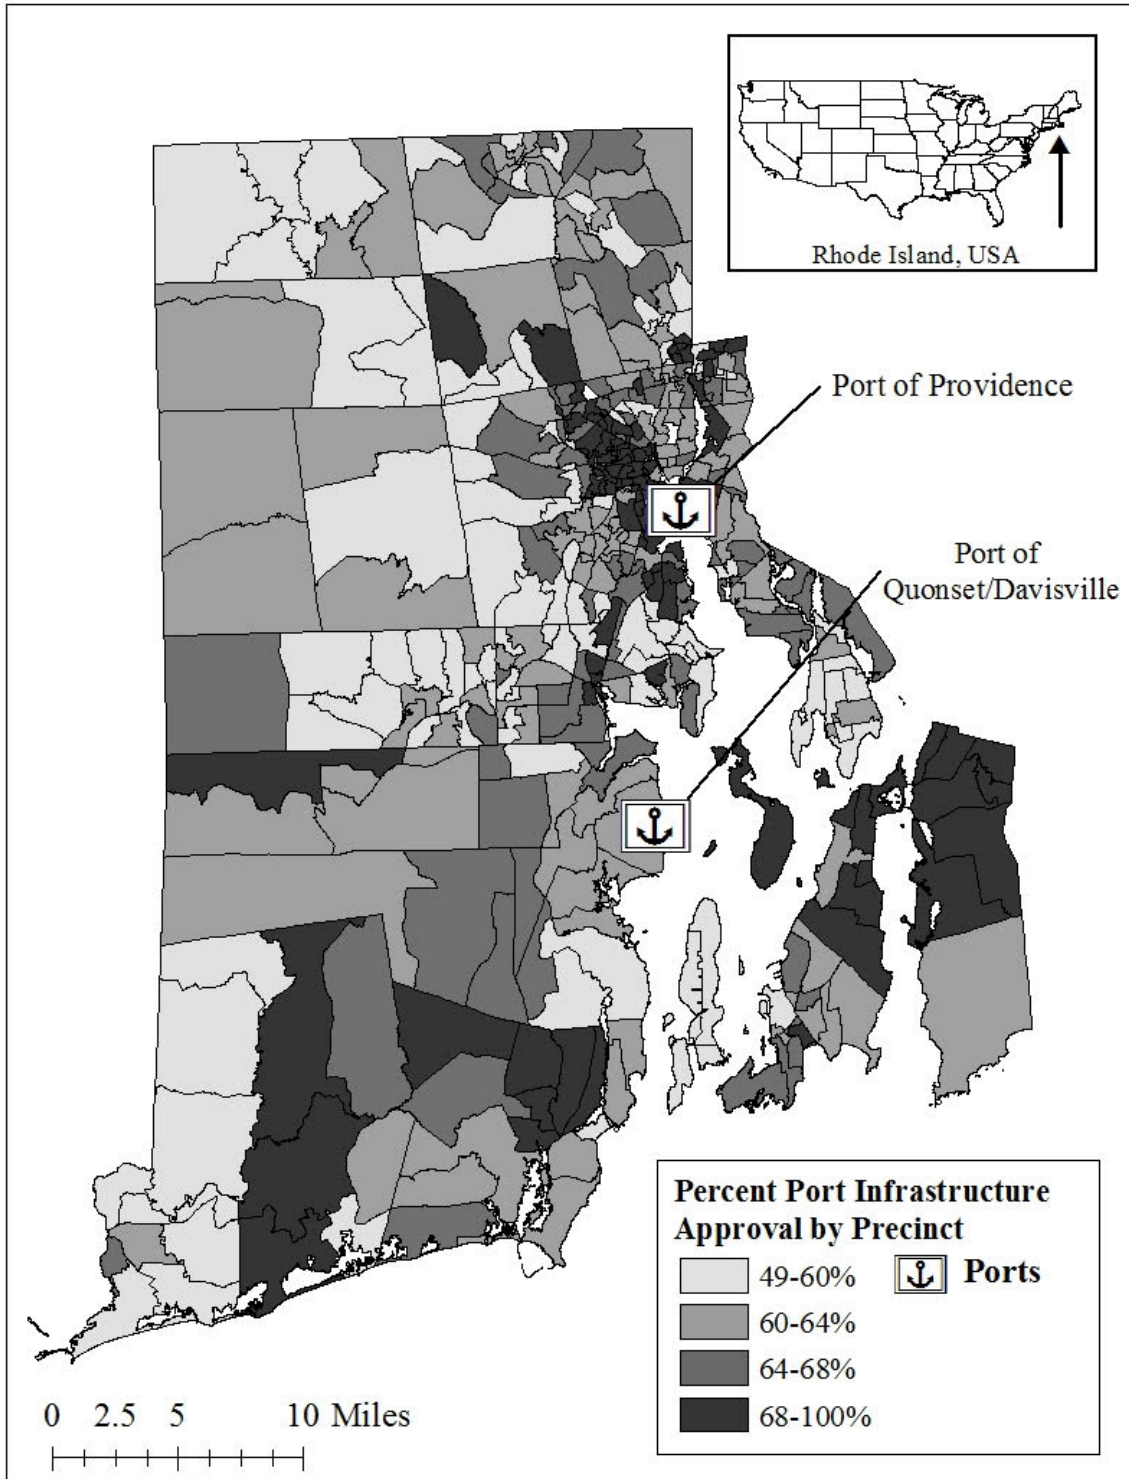 Rhode Island, USA
Port of Providence
Port of
Quonset/Davisville
Percent Port Infrastructure
Approval by Precinct
49-60%
Ports
60-64%
64-68%
68-100%
0 2.5 5 10 Miles